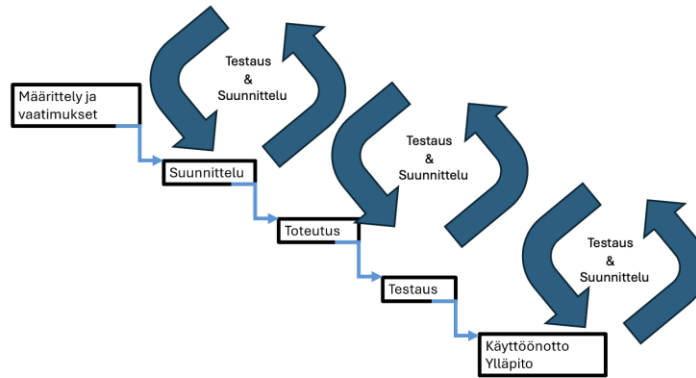 Testaus
&
Suunnittelu
Määrittely ja
vaatimukset
Testaus
&
Suunnittelu
Suunnittelu
Toteutus
Testaus
&
Suunnittelu
Testaus
Käyttöönotto
Ylläpito